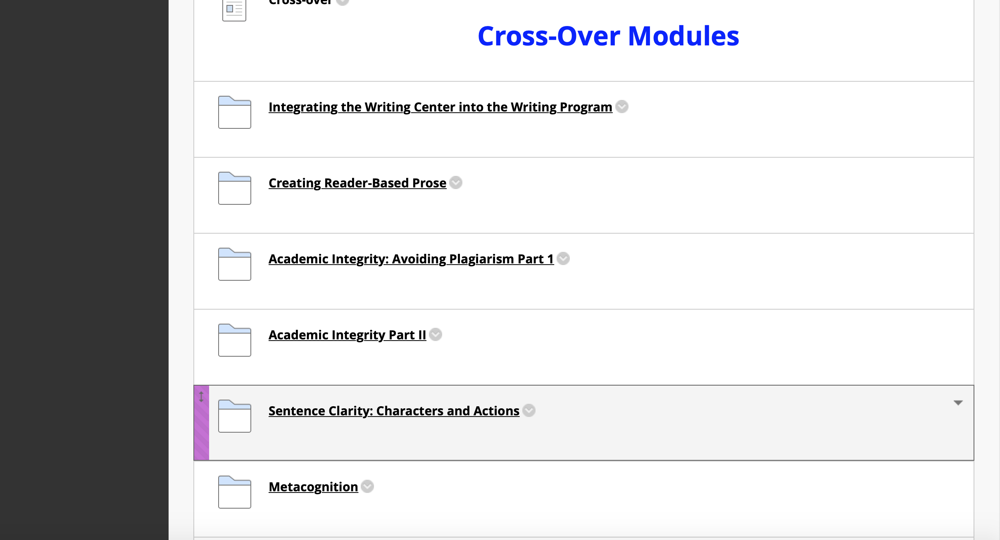 Cross-over
Cross-Over Modules
Integrating the Writing Center into the Writing Program
Creating Reader-Based Prose
Academic Integrity: Avoiding Plagiarism Part 1
Academic Integrity Part II
Sentence Clarity: Characters and Actions
Metacognition